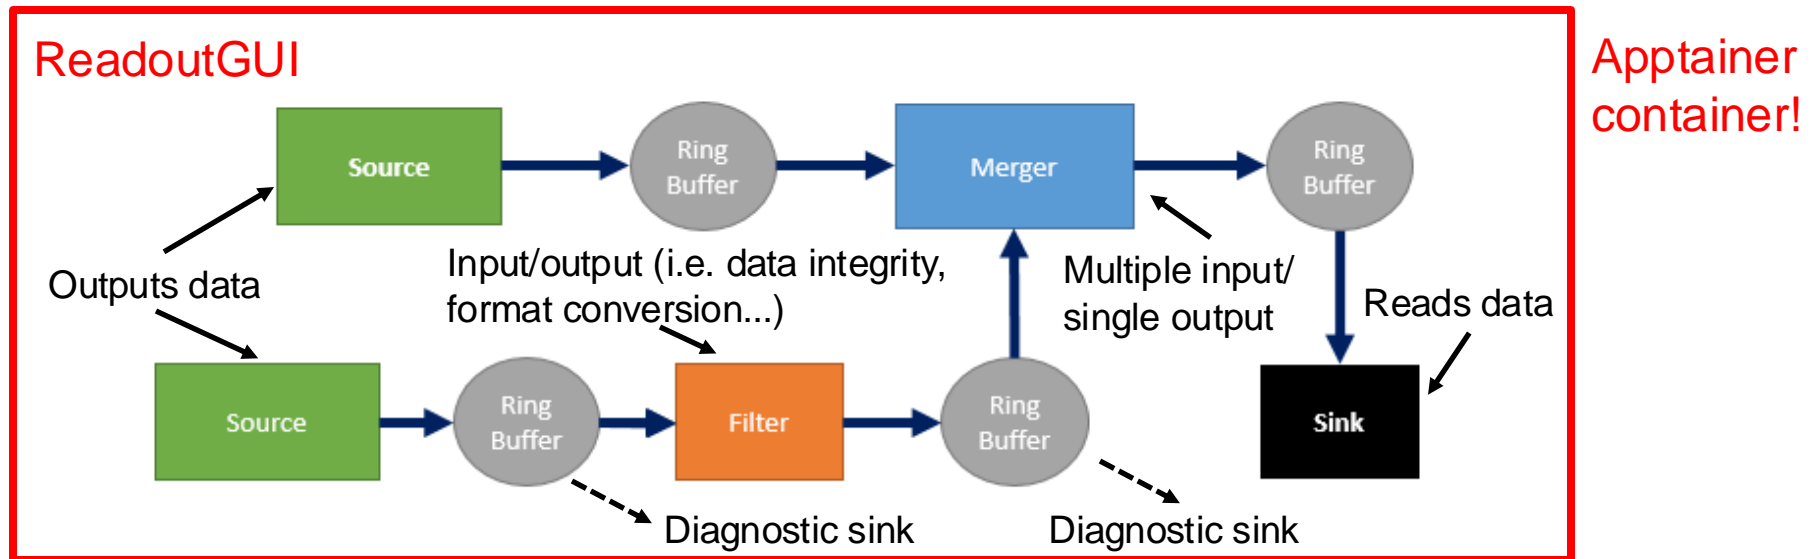 ReadoutGUI
Apptainer
container!
Source
Ring
Buffer
Merger
Ring
Buffer
Outputs data
Input/output (i.e. data integrity,
format conversion...)
Multiple input/
single output
Reads data
Source
Ring
Buffer
Filter
Ring
Buffer
Sink
Diagnostic sink
Diagnostic sink